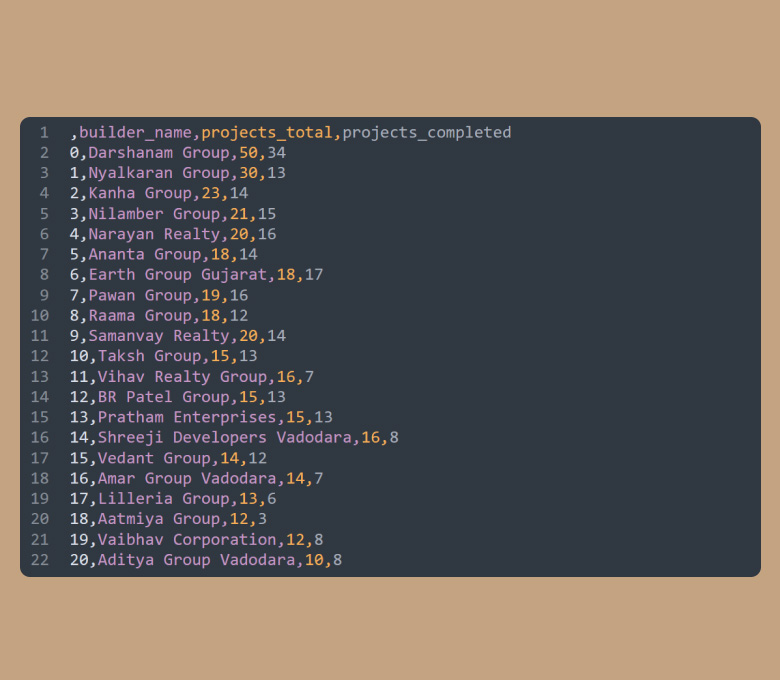 1 ,builder_name,projects_total,projects_completed
2 0,Darshanam Group,50,34
3 1,Nyalkaran Group,30,13
4 2,Kanha Group,23,14
5 3,Nilamber Group,21,15
6 4,Narayan Realty,20,16
7 5,Ananta Group,18,14
8 6,Earth Group Gujarat,18,17
9 7,Pawan Group,19,16
10 8,Raama Group,18,12
11 9,Samanvay Realty,20,14
12 10,Taksh Group,15,13
13 11,Vihav Realty Group,16,7
14 12,BR Patel Group,15,13
15 13,Pratham Enterprises,15,13
16 14,Shreeji Developers Vadodara,16,8
17 15,Vedant Group,14,12
18 16,Amar Group Vadodara,14,7
19 17,Lilleria Group,13,6
20 18,Aatmiya Group,12,3
21 19,Vaibhav Corporation,12,8
22 20,Aditya Group Vadodara,10,8